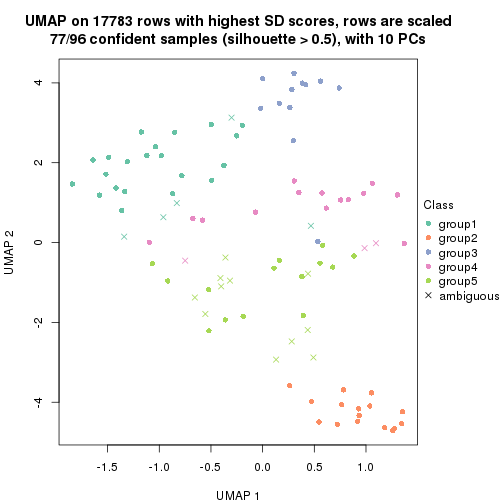 UMAP on 17783 rows with highest SD scores, rows are scaled
77/96 confident samples (silhouette > 0.5), with 10 PCs
4
2
0
-2
-4
UMAP 2
-1.5
-1.0
-0.5
0.0
0.5
1.0
UMAP 1
Class
group1
group2
group3
group4
group5
ambiguous